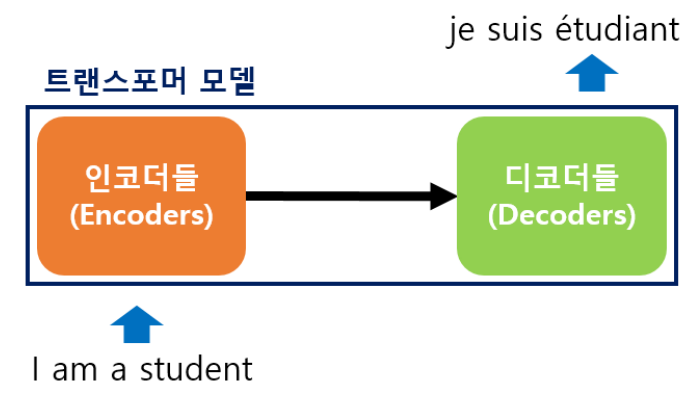 je suis étudiant
트랜스포머 모델
인코더들
(Encoders)
디코더들
(Decoders)
I am a student